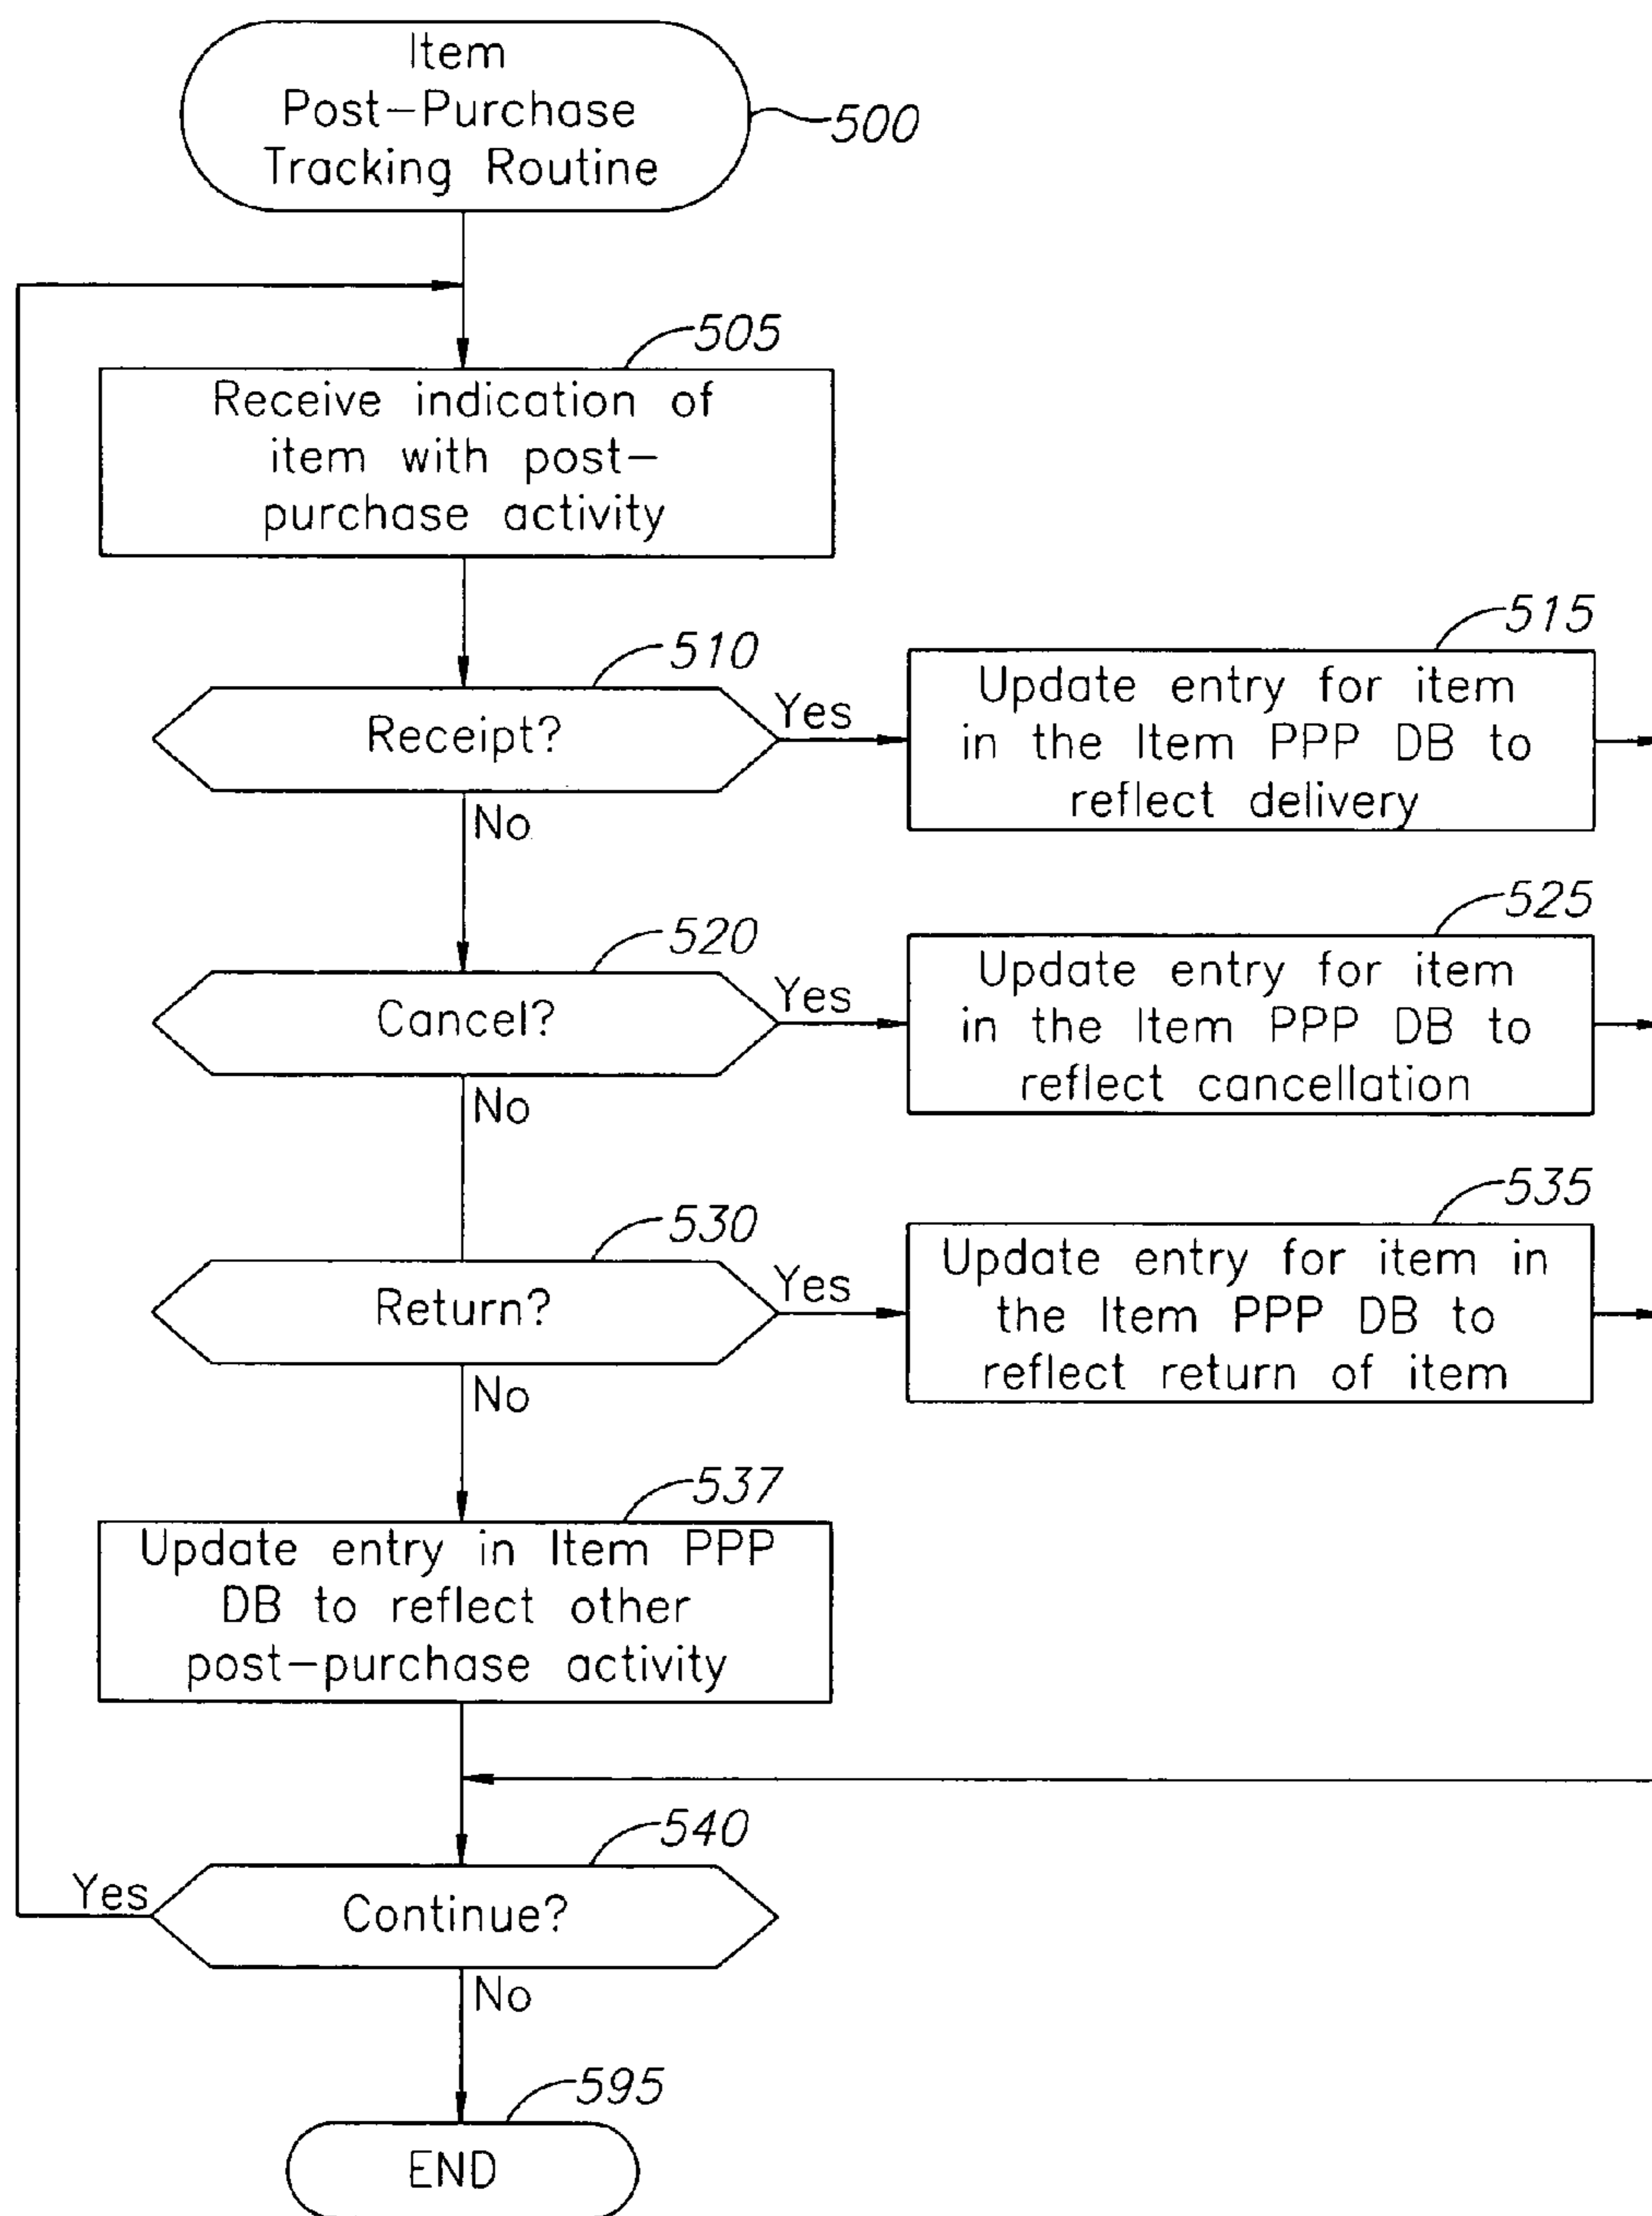 Item
Post-Purchase
Tracking Routine
500
505
Receive indication of
item with post-
purchase activity
510
Receipt?
Yes
No
515
Update entry for item
in the Item PPP DB to
reflect delivery
520
Cancel?
Yes
No
525
Update entry for item
in the Item PPP DB to
reflect cancellation
530
Return?
Yes
No
535
Update entry for item in
the Item PPP DB to
reflect return of item
537
Update entry in Item PPP
DB to reflect other
post-purchase activity
540
Yes
Continue?
No
595
END